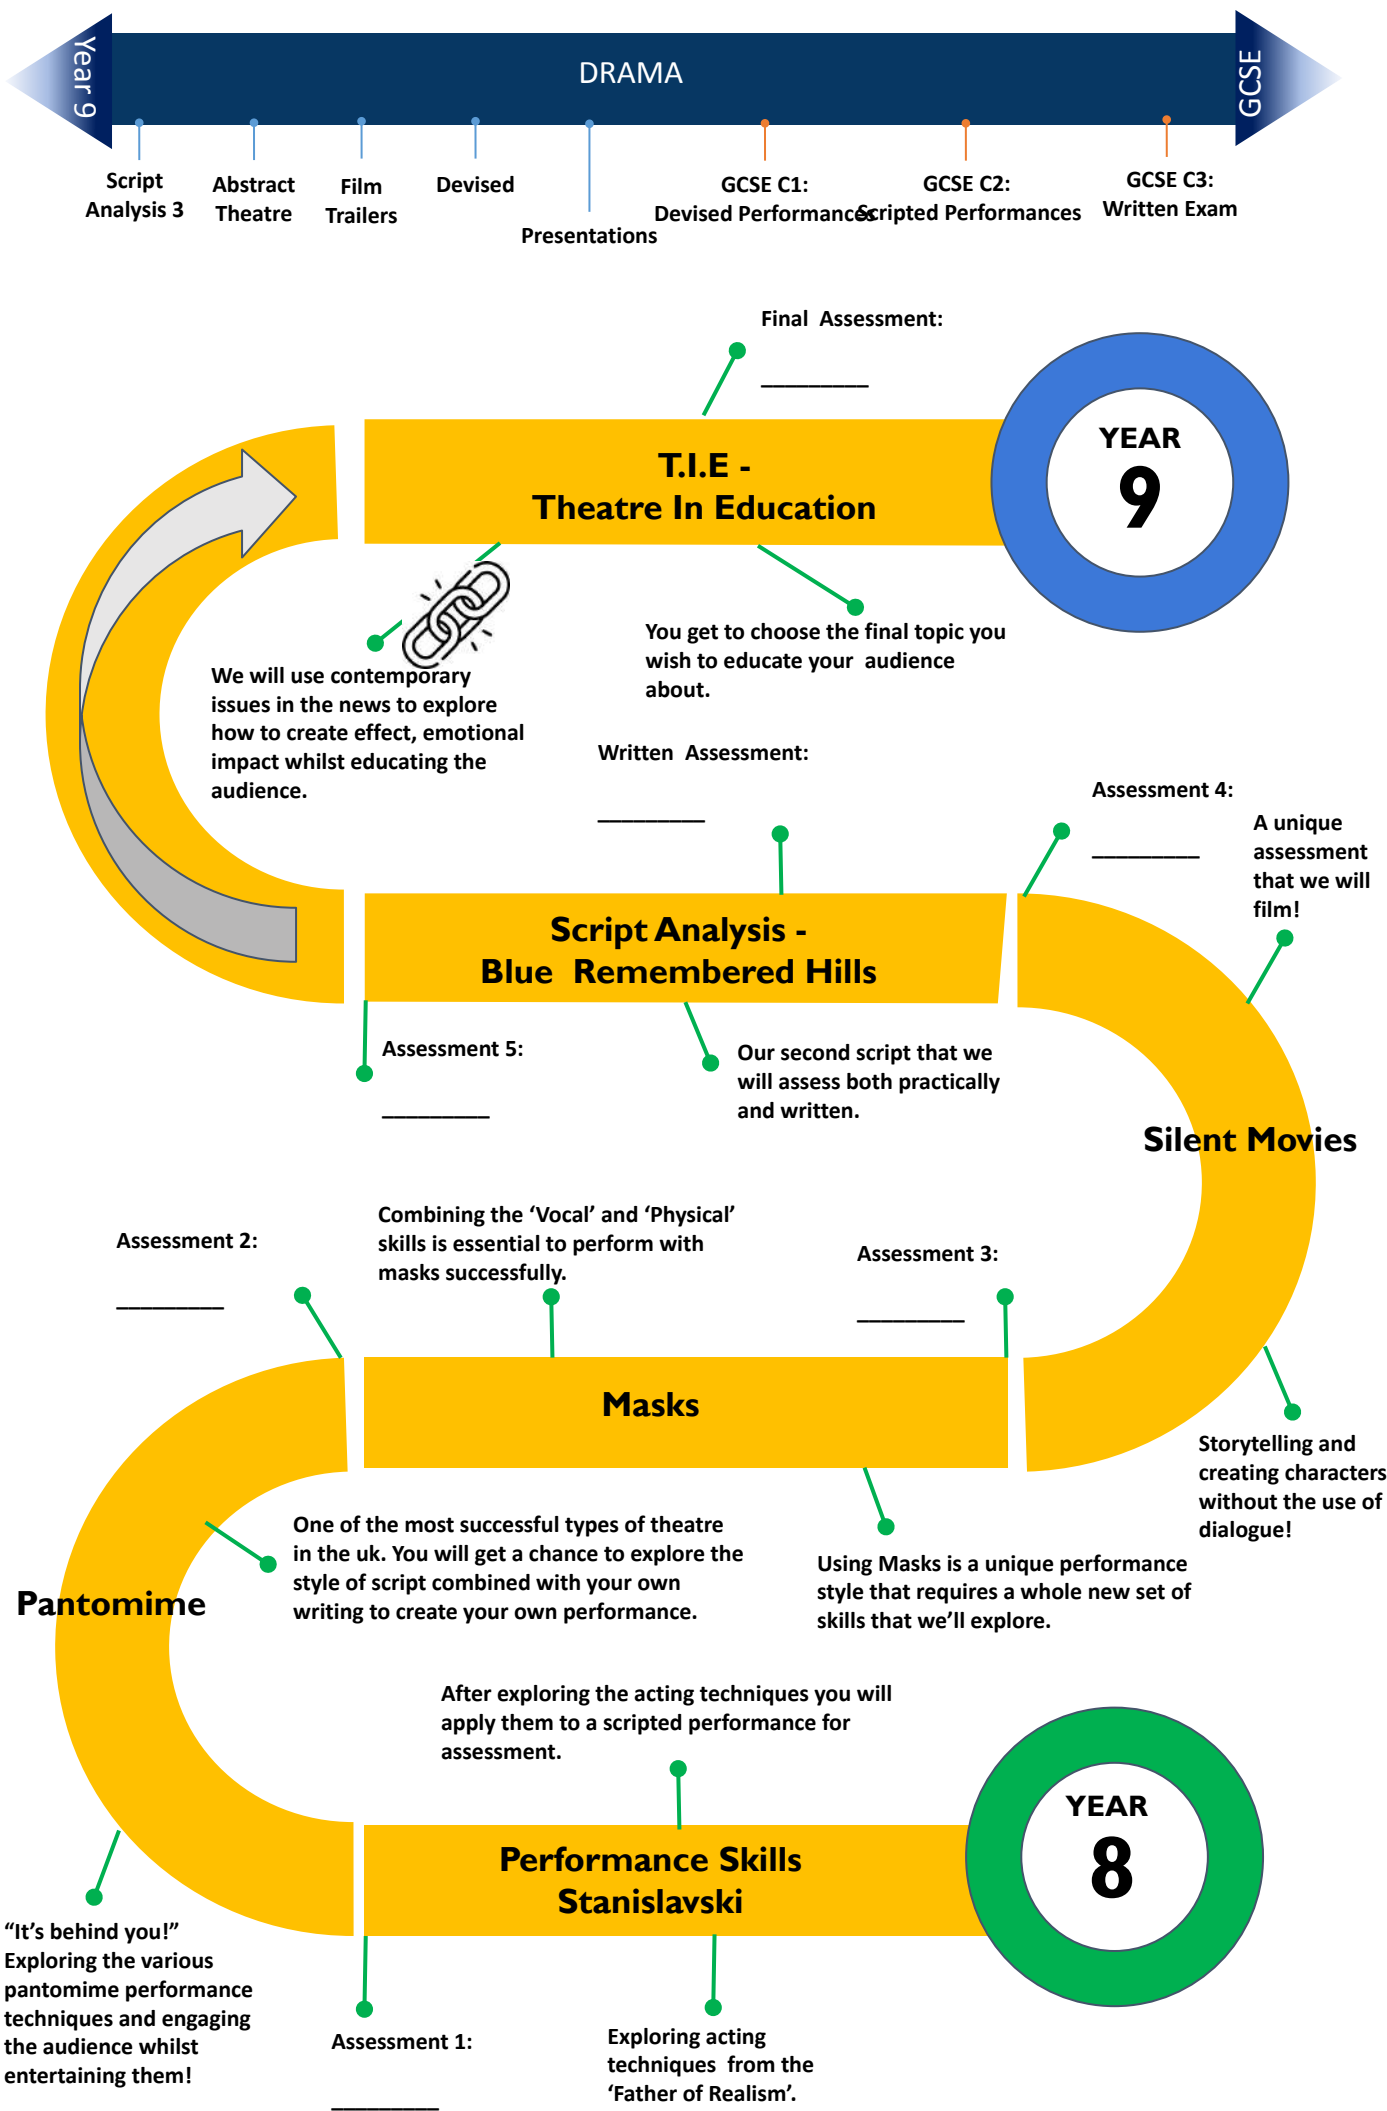 Year 9
DRAMA
GCSE
Script
Analysis 3
Abstract
Theatre
Film
Trailers
Devised
Presentations
GCSE C1:
Devised Performances
GCSE C2:
Scripted Performances
GCSE C3:
Written Exam
Final Assessment:
_________
T.I.E -
Theatre In Education
YEAR
9
We will use contemporary
issues in the news to explore
how to create effect, emotional
impact whilst educating the
audience.
You get to choose the final topic you
wish to educate your audience
about.
Written Assessment:
_________
Assessment 4:
_________
A unique
assessment
that we will
film!
Script Analysis -
Blue Remembered Hills
Assessment 5:
_________
Our second script that we
will assess both practically
and written.
Silent Movies
Assessment 2:
_________
Combining the ‘Vocal’ and ‘Physical’
skills is essential to perform with
masks successfully.
Assessment 3:
_________
Masks
Storytelling and
creating characters
without the use of
dialogue!
One of the most successful types of theatre
in the uk. You will get a chance to explore the
style of script combined with your own
writing to create your own performance.
Using Masks is a unique performance
style that requires a whole new set of
skills that we’ll explore.
Pantomime
After exploring the acting techniques you will
apply them to a scripted performance for
assessment.
YEAR
8
Performance Skills
Stanislavski
“It’s behind you!”
Exploring the various
pantomime performance
techniques and engaging
the audience whilst
entertaining them!
Assessment 1:
_________
Exploring acting
techniques from the
‘Father of Realism’.